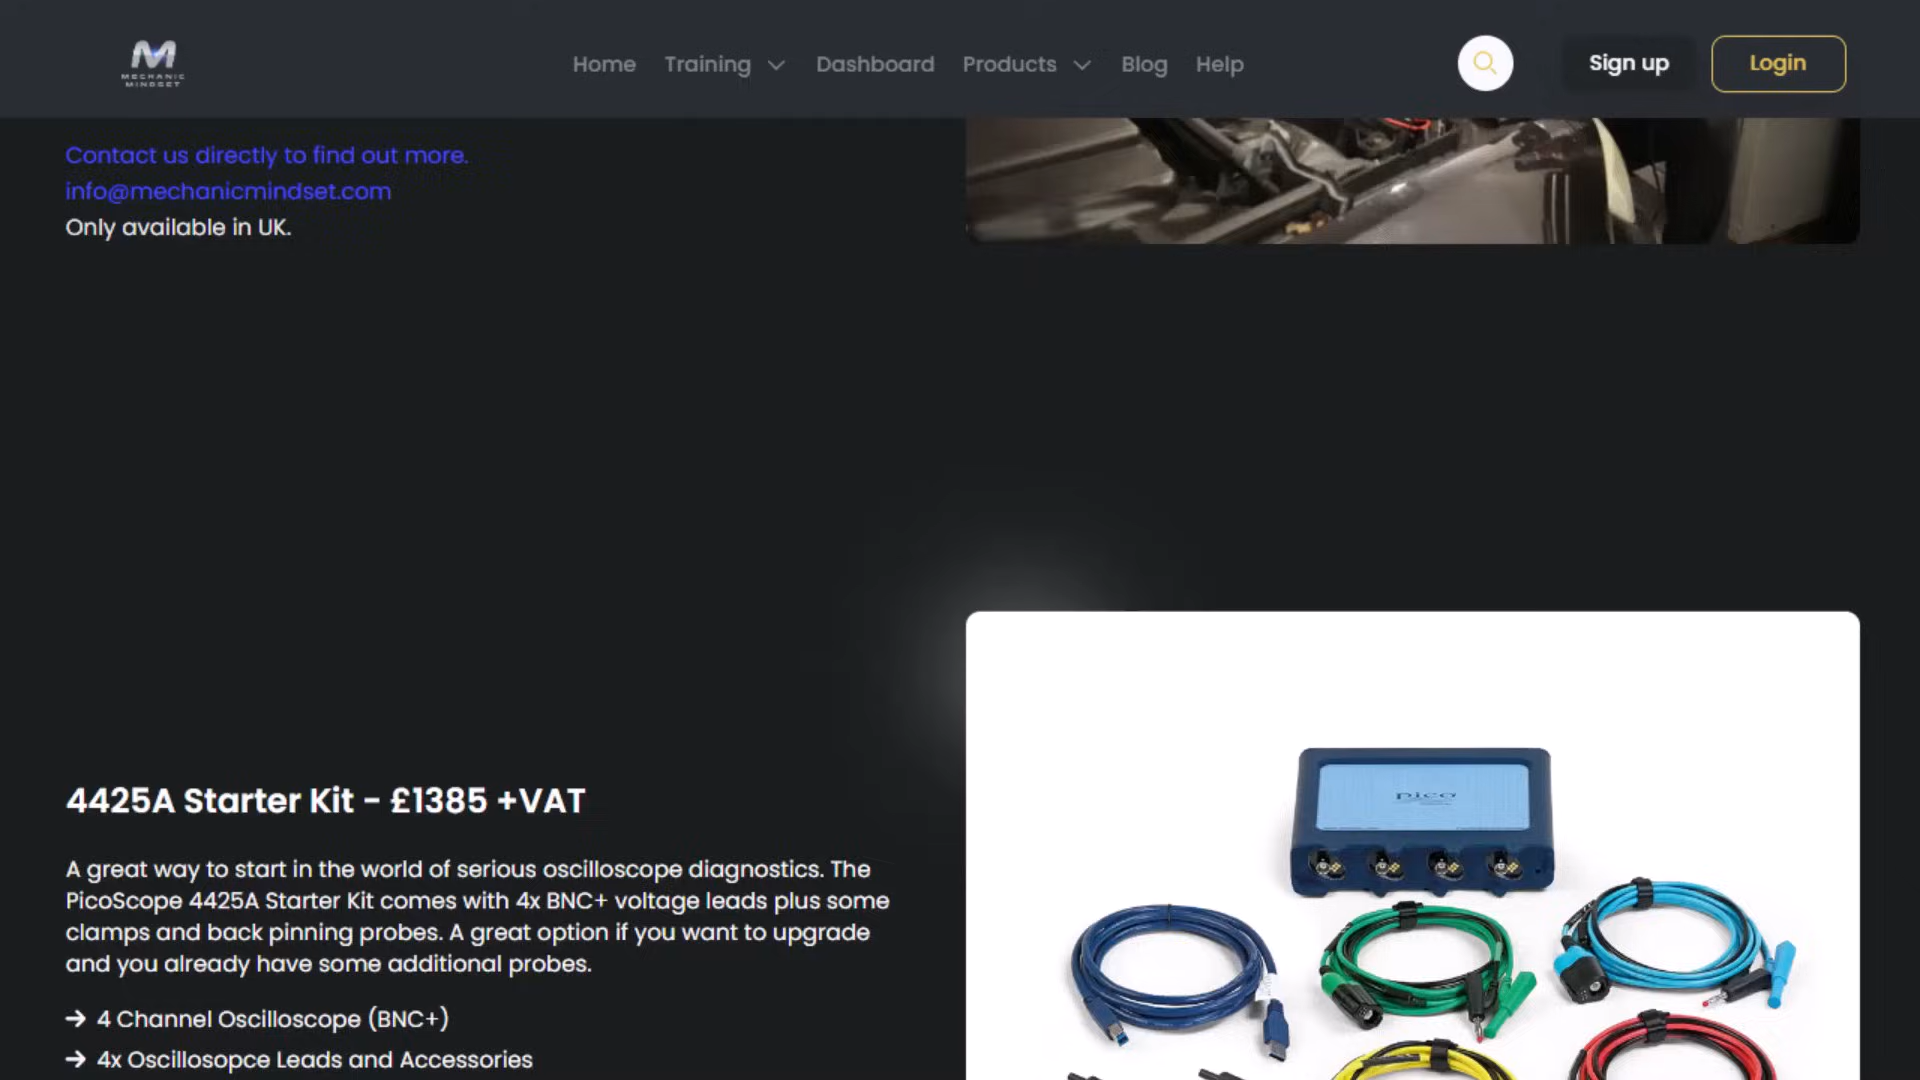 MECHANIC
MINDSET
Home
Training
Dashboard
Products
Blog
Help
Sign up
Login
Contact us directly to find out more.
info@mechanicmindset.com
Only available in UK.
pico
4425A Starter Kit - £1385 +VAT
A great way to start in the world of serious oscilloscope diagnostics. The
PicoScope 4425A Starter Kit comes with 4x BNC+ voltage leads plus some
clamps and back pinning probes. A great option if you want to upgrade
and you already have some additional probes.
→ 4 Channel Oscilloscope (BNC+)
→ 4x Oscillosopce Leads and Accessories